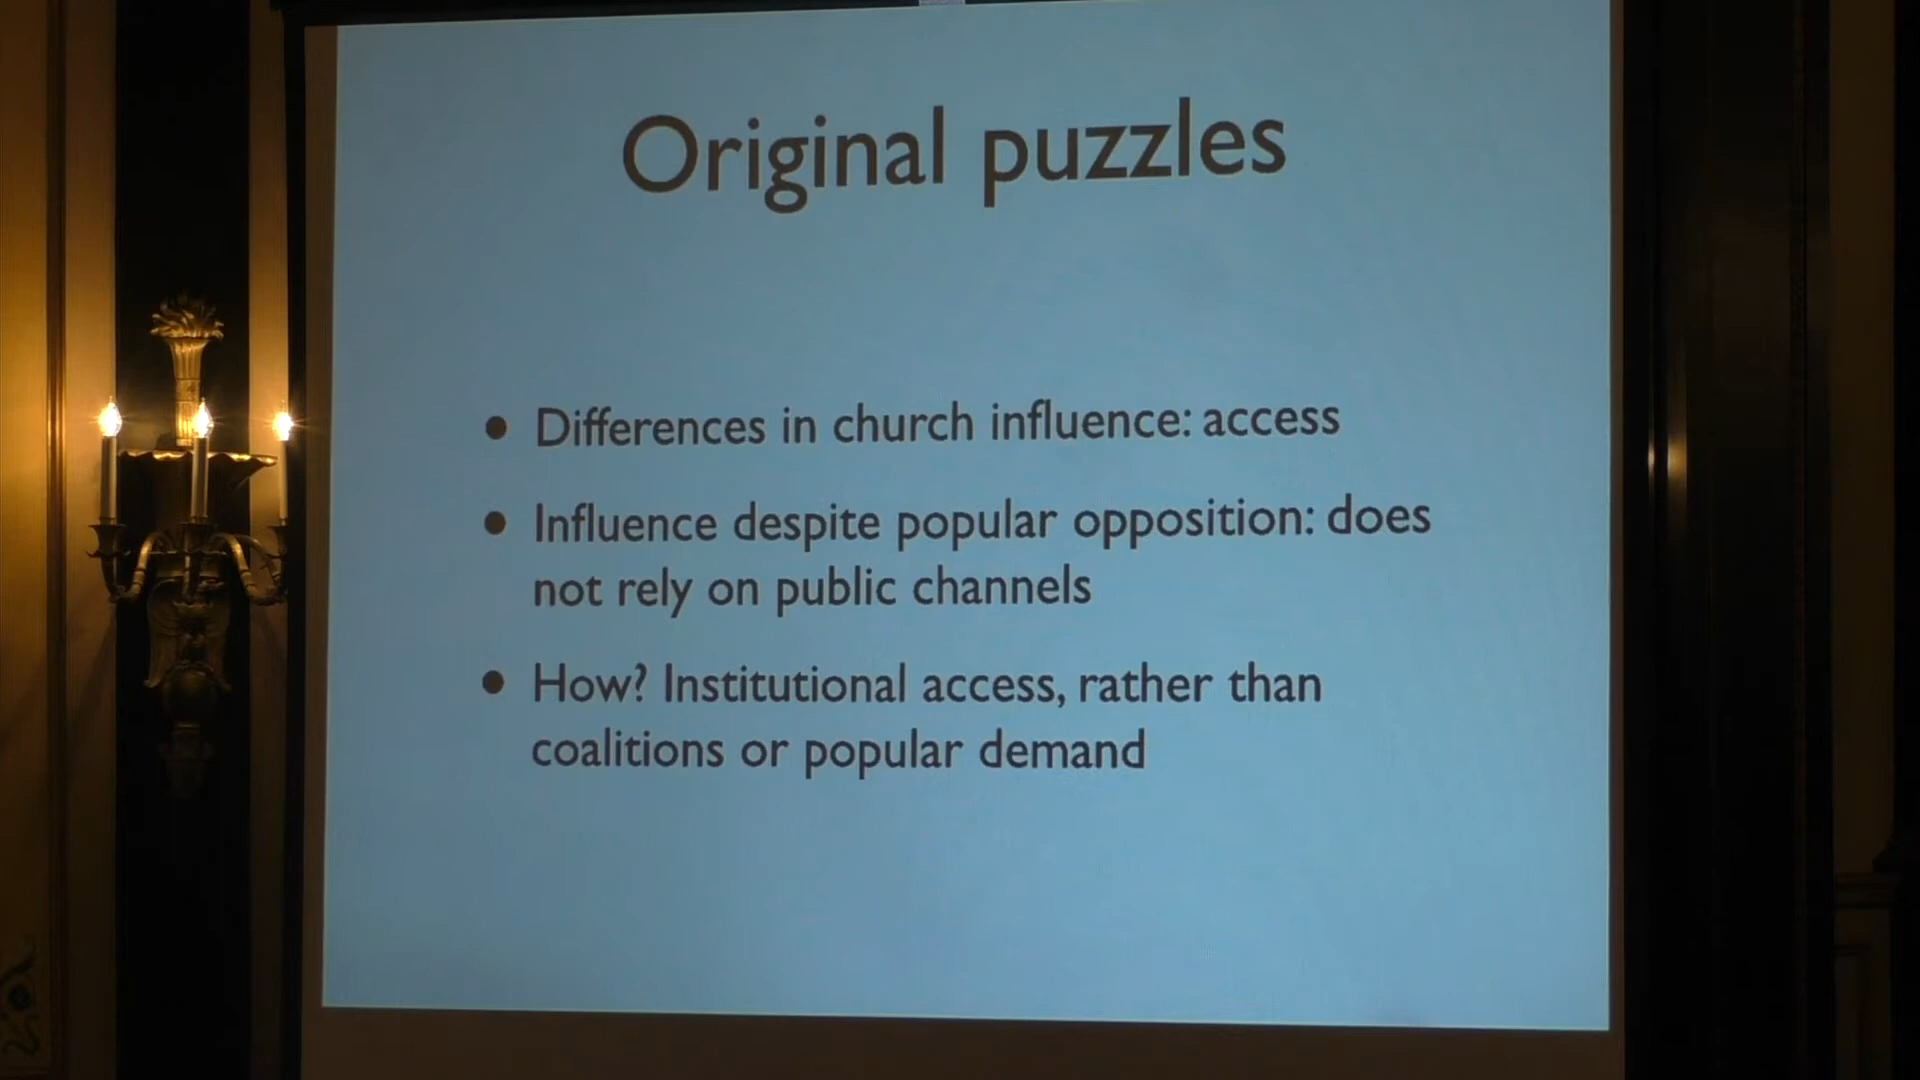 Original puzzles
• Differences in church influence: access
• Influence despite popular opposition: does
not rely on public channels
• How? Institutional access, rather than
coalitions or popular demand